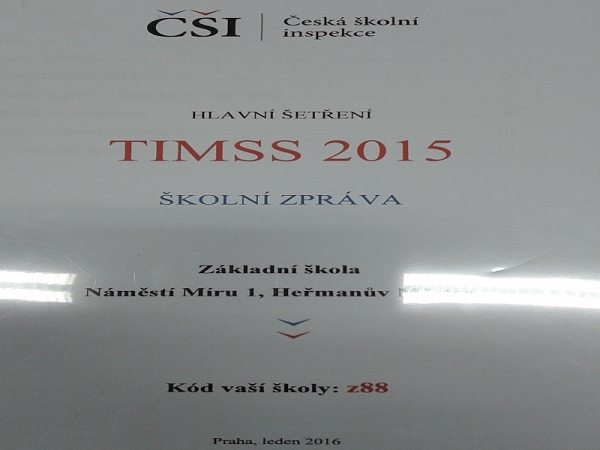 ČŠI
Česká školní
inspekce
HLAVNÍ ŠETŘENÍ
TIMSS 2015
ŠKOLNÍ ZPRÁVA
Základní škola
Náměstí Míru 1, Heřmanův
Kód vaší školy: z88
Praha, leden 2016